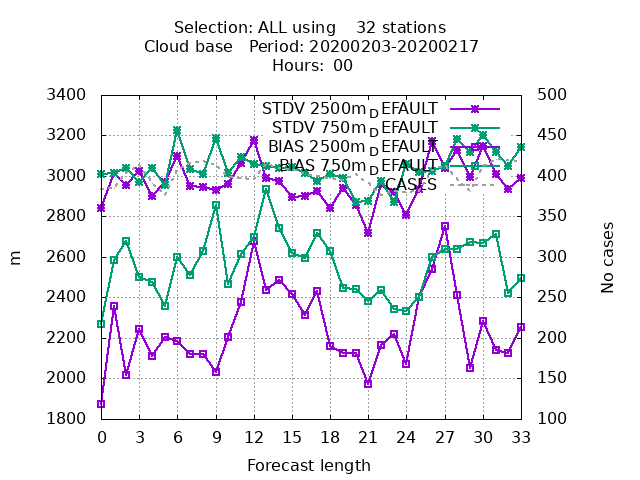 Selection: ALL using 32 stations
Cloud base Period: 20200203-20200217
Hours: 00
3400
3200
3000
2800
2600
2400
2200
2000
1800
500
450
400
350
300
250
200
150
100
STDV 2500m_DEFAULT
STDV 750m_DEFAULT
BIAS 2500m_DEFAULT
BIAS 750m_DEFAULT
CASES
m
No cases
0 3 6 9 12 15 18 21 24 27 30 33
Forecast length